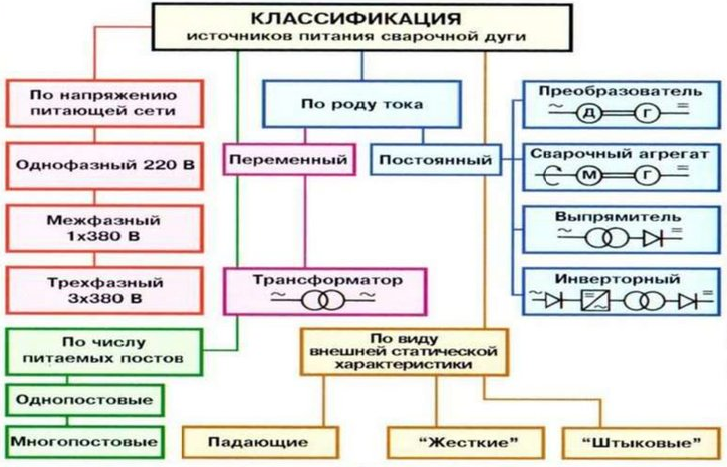 КЛАССИФИКАЦИЯ
источников питания сварочной дуги
По напряжению
питающей сети
Однофазный 220 В
Межфазный
1х380 В
Трехфазный
3х380 В
По роду тока
Переменный
Постоянный
Трансформатор
~ ~
Преобразователь
~ Д Г =
Сварочный агрегат
М Г =
Выпрямитель
~ =
Инверторный
~ ~ =
По числу
питаемых постов
Однопостовые
Многопостовые
По виду
внешней статической
характеристики
Падающие
“Жесткие”
“Штыковые”